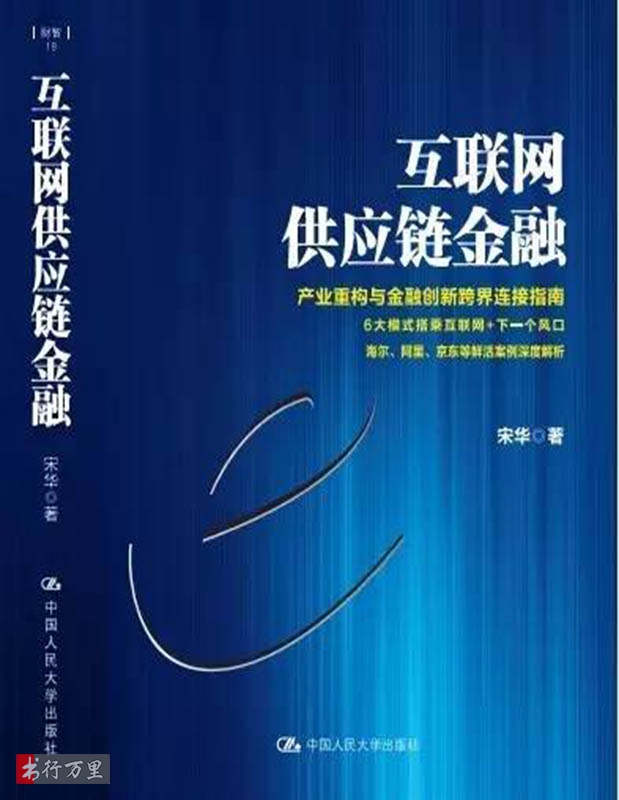 财智
19
互联网供应链金融
宋华◎著
中国人民大学出版社
书行万里
互联网
供应链金融
产业重构与金融创新跨界连接指南
6大模式搭乘互联网+下一个风口
海尔、阿里、京东等鲜活案例深度解析
宋华◎著
中国人民大学出版社